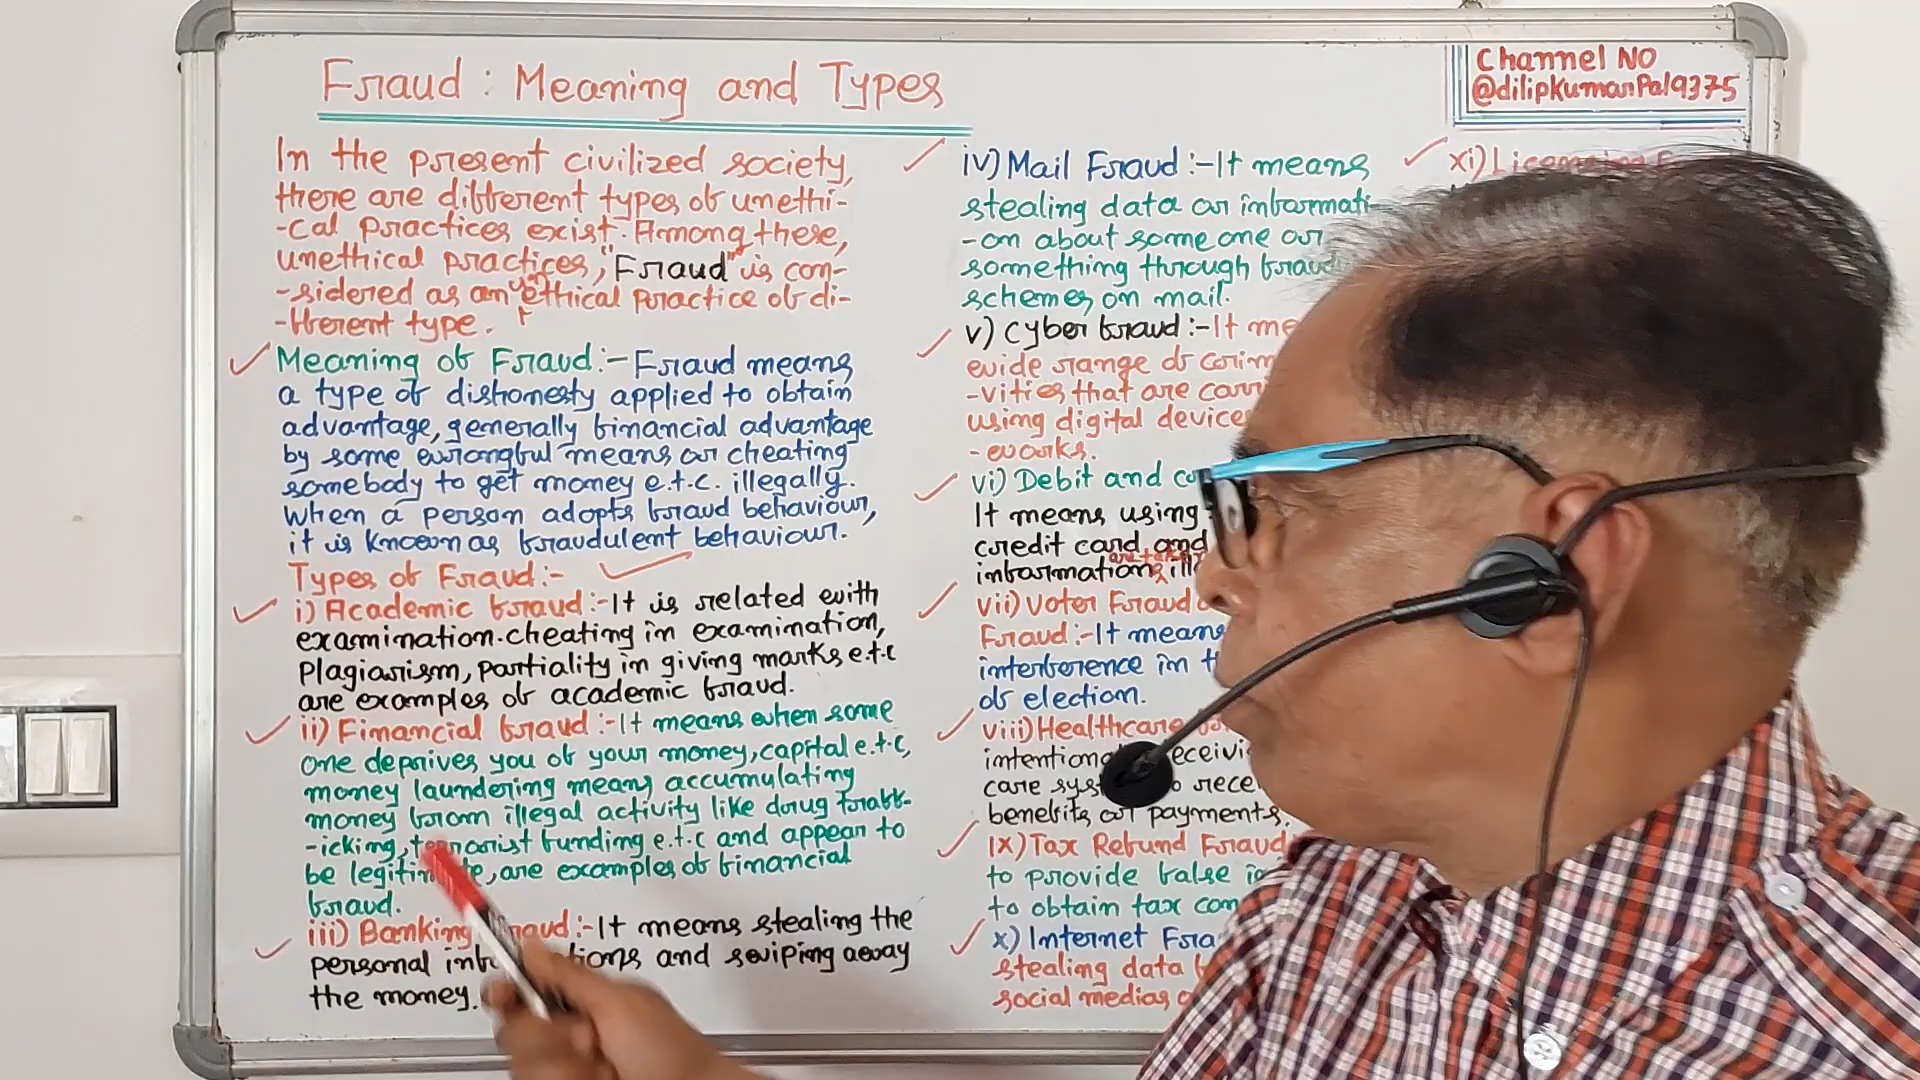 Fraud: Meaning and Types
Channel NO
@dilipkumarpal9375
In the present civilized society,
there are different types of unethi-
-cal practices exist. Among these,
unethical practices, "Fraud" is con-
-sidered as an unethical practice of di-
-fferent type.
Meaning of Fraud:- Fraud means
a type of dishonesty applied to obtain
advantage, generally financial advantage
by some wrongful means or cheating
somebody to get money e.t.c. illegally.
When a person adopts fraud behaviour,
it is known as fraudulent behaviour.
Types of Fraud:-
i) Academic fraud:- It is related with
examination. cheating in examination,
Plagiarism, partiality in giving marks e.t.c
are examples of academic fraud.
ii) Financial fraud:- It means when some
one deprives you of your money, capital e.t.c,
money laundering means accumulating
money from illegal activity like drug traff-
-icking, terrorist funding e.t.c and appear to
be, are examples of financial
fraud.
iii) Banking fraud:- It means stealing the
personal and swiping away
the money.
iv) Mail Fraud:- It means
stealing data or informati-
-on about some one or
something through
schemes on mail.
v) Cyber fraud:- It
wide range of
-vities that are
using digital
-works.
vi) Debit and
It means using
credit card and
informations
vii) Voter Fraud
Fraud:- It means
interference in
of election.
viii) Healthcare
care
benefits or payments.
IX) Tax Refund Fraud
to provide false
to obtain tax
x) Internet
stealing data
social medias
xi)